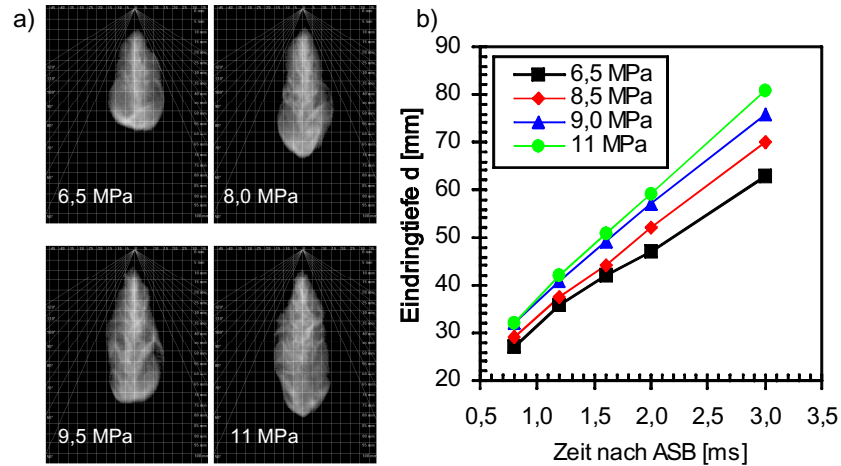 a)
6,5 MPa
8,0 MPa
9,5 MPa
11 MPa
b)
90
80
70
60
50
40
30
20
Eindringtiefe d [mm]
6,5 MPa
8,5 MPa
9,0 MPa
11 MPa
0,5 1,0 1,5 2,0 2,5 3,0 3,5
Zeit nach ASB [ms]